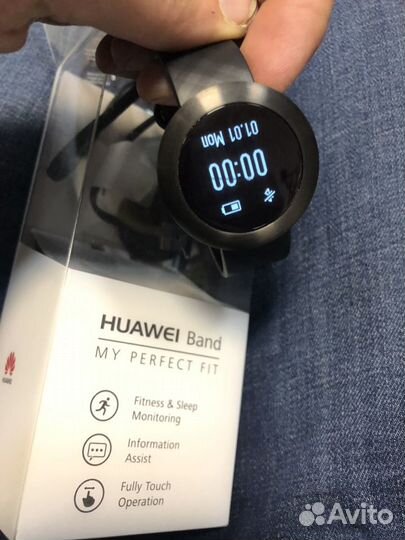 00:00
01.01 Mon
HUAWEI Band
MY PERFECT FIT
HUAWEI
Fitness & Sleep
Monitoring
Information
Assist
Fully Touch
Operation
Avito